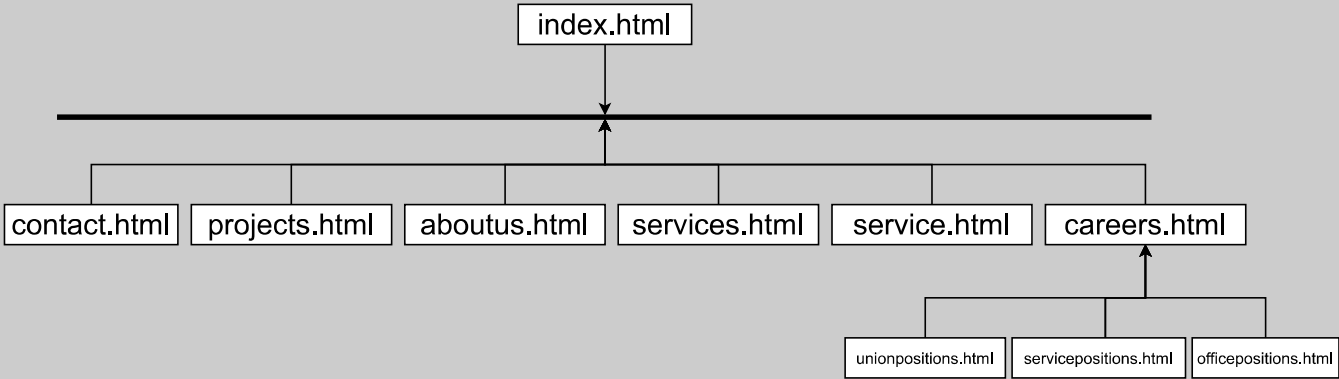 index.html
contact.html
projects.html
aboutus.html
services.html
service.html
careers.html
unionpositions.html
servicepositions.html
officepositions.html